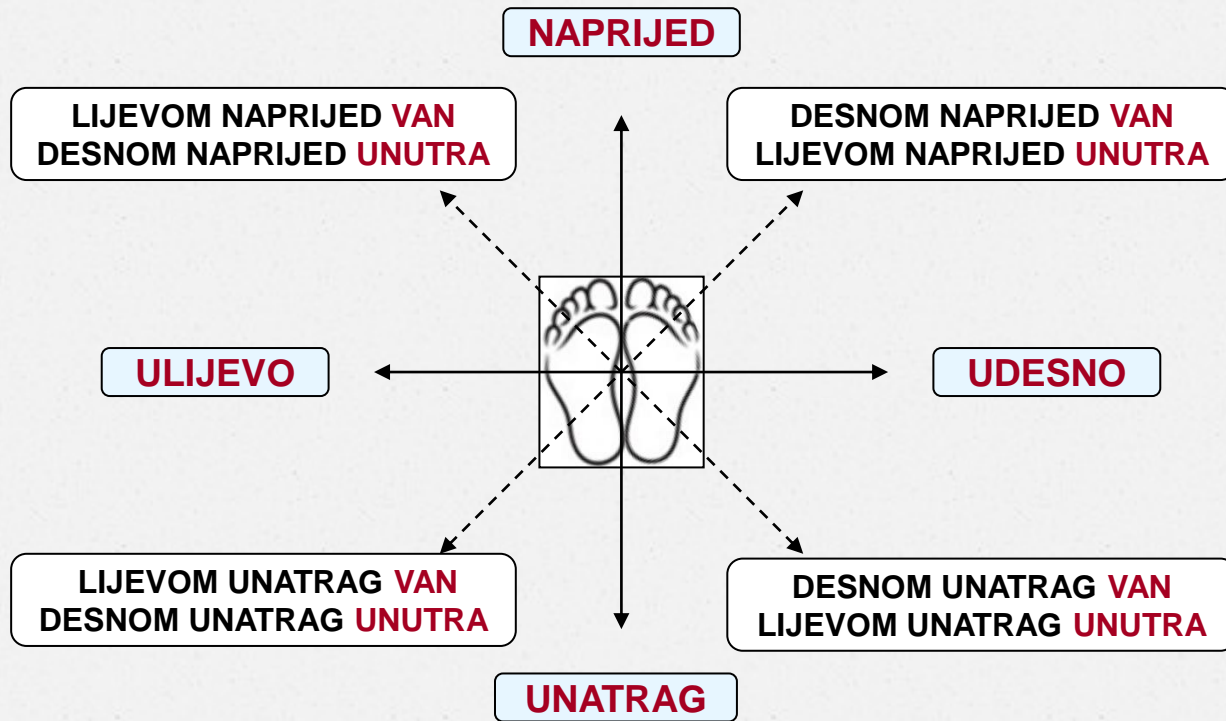 NAPRIJED
LIJEVOM NAPRIJED VAN
DESNOM NAPRIJED UNUTRA
DESNOM NAPRIJED VAN
LIJEVOM NAPRIJED UNUTRA
ULIJEVO
UDESNO
LIJEVOM UNATRAG VAN
DESNOM UNATRAG UNUTRA
DESNOM UNATRAG VAN
LIJEVOM UNATRAG UNUTRA
UNATRAG